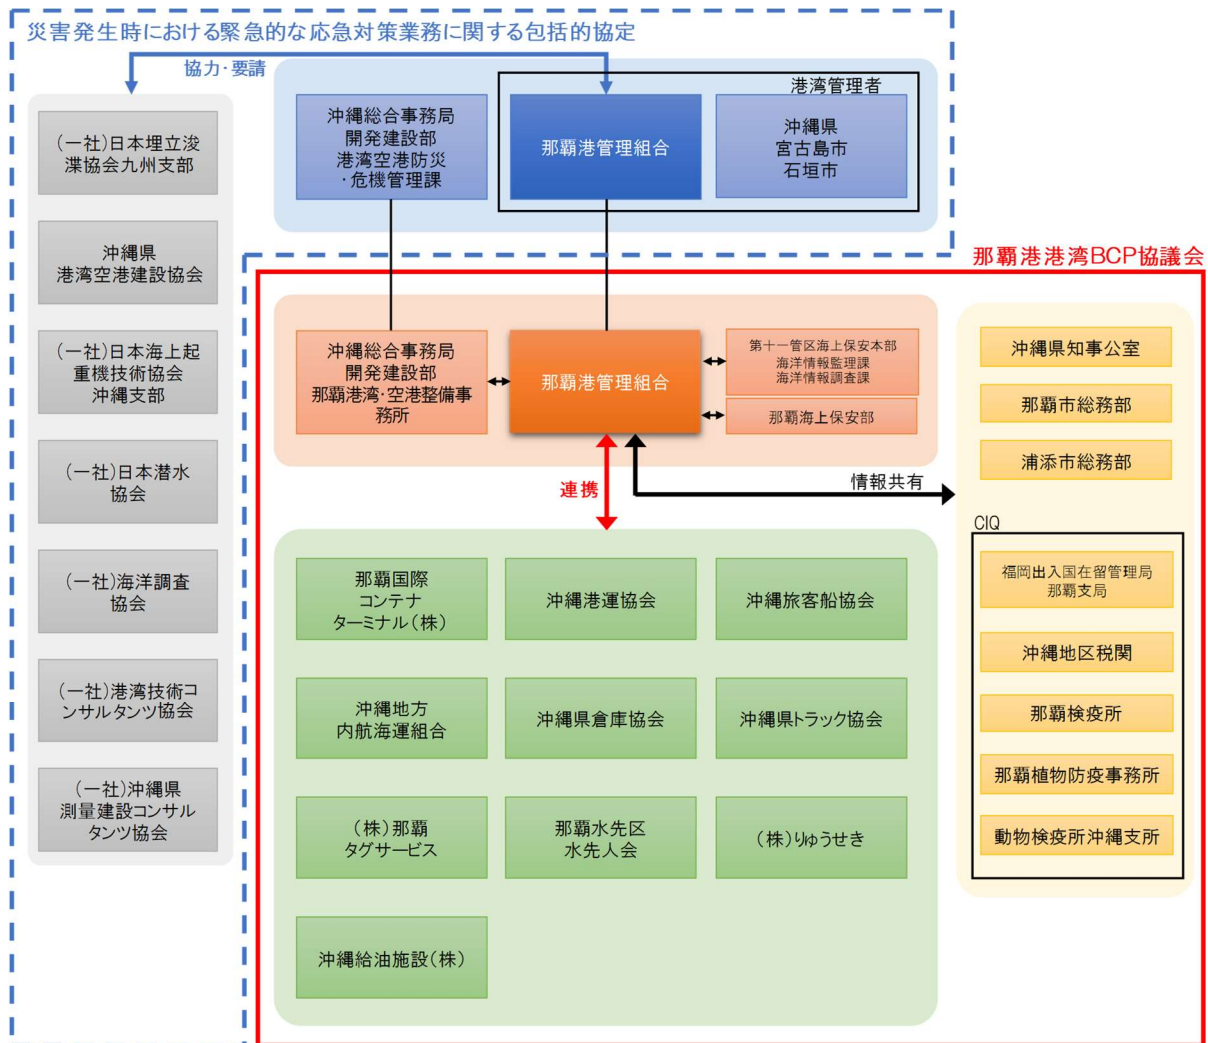 災害発生時における緊急的な応急対策業務に関する包括的協定
協力・要請
(一社)日本埋立浚
渫協会九州支部
沖縄県
港湾空港建設協会
(一社)日本海上起
重機技術協会
沖縄支部
(一社)日本潜水
協会
(一社)海洋調査
協会
(一社)港湾技術コ
ンサルタンツ協会
(一社)沖縄県
測量建設コンサル
タンツ協会
沖縄総合事務局
開発建設部
港湾空港防災
・危機管理課
港湾管理者
那覇港管理組合
沖縄県
宮古島市
石垣市
那覇港港湾BCP協議会
沖縄総合事務局
開発建設部
那覇港湾・空港整備事
務所
那覇港管理組合
第十一管区海上保安本部
海洋情報監理課
海洋情報調査課
那覇海上保安部
連携
情報共有
那覇国際
コンテナ
ターミナル(株)
沖縄港運協会
沖縄旅客船協会
沖縄地方
内航海運組合
沖縄県倉庫協会
沖縄県トラック協会
(株)那覇
タグサービス
那覇水先区
水先人会
(株)りゅうせき
沖縄給油施設(株)
沖縄県知事公室
那覇市総務部
浦添市総務部
CIQ
福岡出入国在留管理局
那覇支局
沖縄地区税関
那覇検疫所
那覇植物防疫事務所
動物検疫所沖縄支所